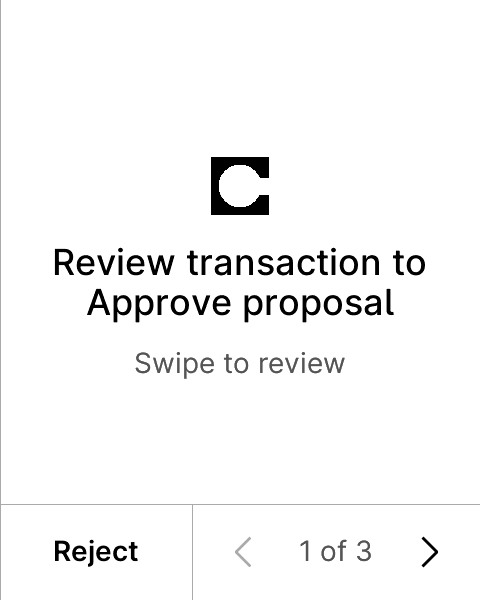 Review transaction to
Approve proposal
Swipe to review
Reject
1 of 3